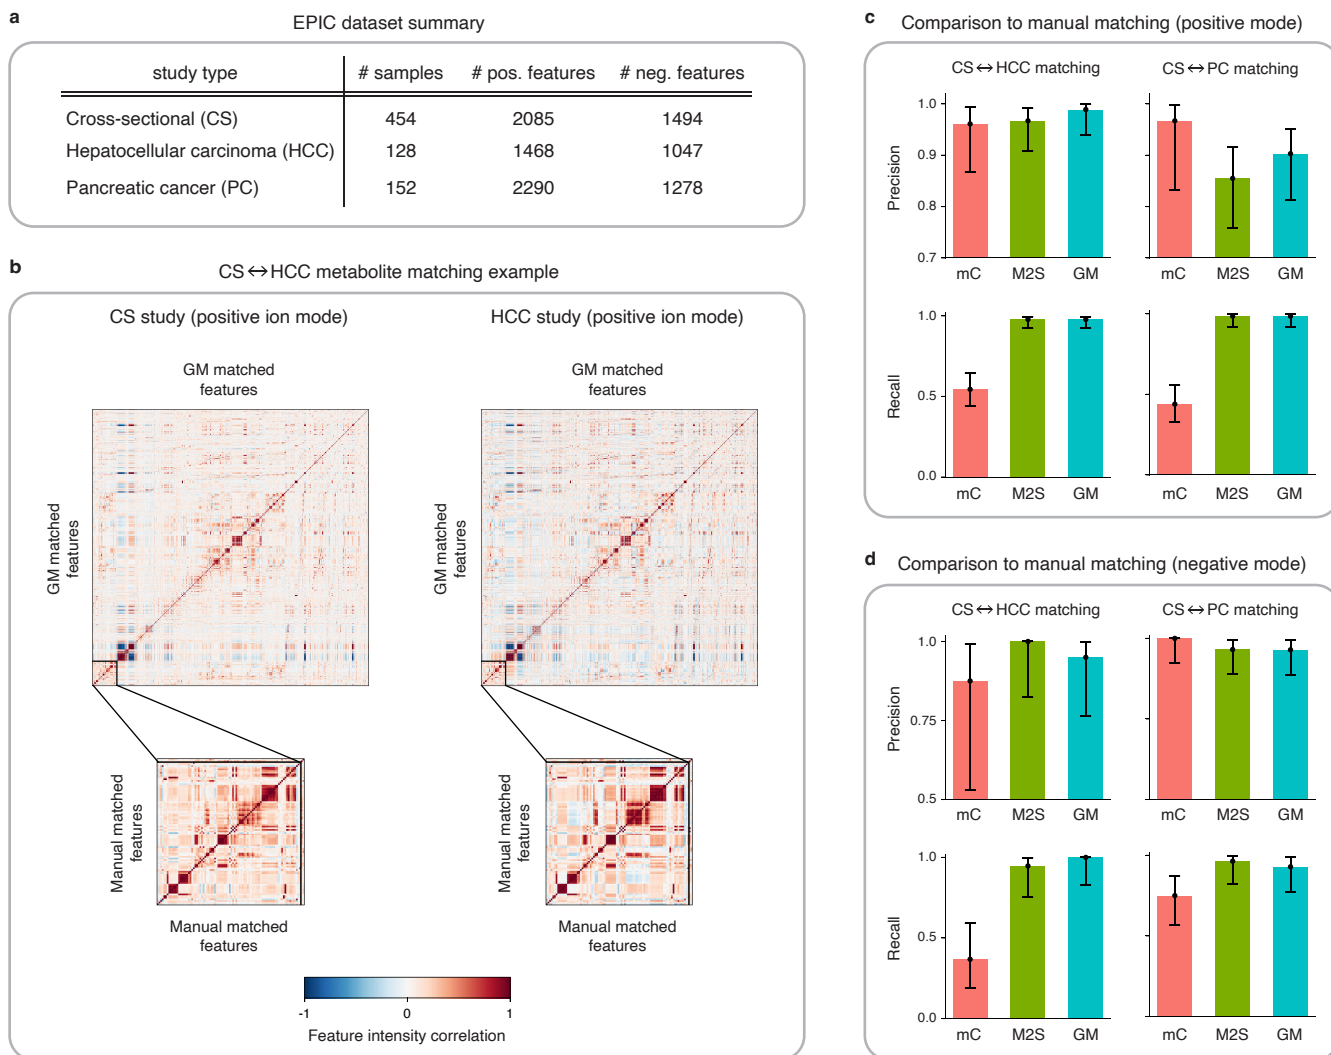 a
EPIC dataset summary
study type # samples # pos. features # neg. features
Cross-sectional (CS) 454 2085 1494
Hepatocellular carcinoma (HCC) 128 1468 1047
Pancreatic cancer (PC) 152 2290 1278
b
CS↔HCC metabolite matching example
CS study (positive ion mode)
HCC study (positive ion mode)
GM matched
features
GM matched
features
GM matched
features
GM matched
features
Manual matched
features
Manual matched
features
Manual matched
features
Manual matched
features
-1 0 1
Feature intensity correlation
c
Comparison to manual matching (positive mode)
CS↔HCC matching
CS↔PC matching
Precision
1.0
0.9
0.8
0.7
mC M2S GM
mC M2S GM
Recall
1.0
0.5
0.0
mC M2S GM
mC M2S GM
d
Comparison to manual matching (negative mode)
CS↔HCC matching
CS↔PC matching
Precision
1.0
0.75
0.5
mC M2S GM
mC M2S GM
Recall
1.0
0.5
0.0
mC M2S GM
mC M2S GM